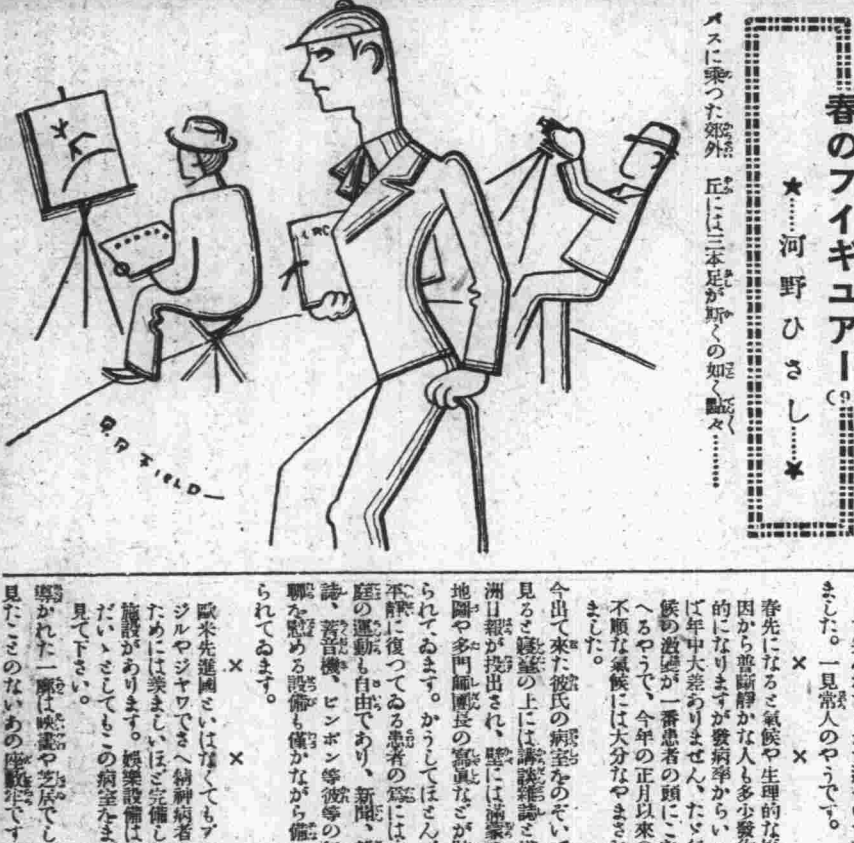 春のフイギュアー
★……河野ひさし……★
バスに乗つた郊外 丘には三本足が斯くの如く點々………
B.B FIELD
ました。一見常人のやうです。
×
×
春先になると氣候や生理的な
因から普斷靜かな人も多少發作
的になりますが發病率からい
ば年中大差ありません、たゞ
候の激變が一番患者の頭に
へるやうで、今年の正月以來の
不順な氣候には大分なやまされ
ました。
今出て來た彼氏の病室をのぞい
見ると寢臺の上には講談雜誌と
洲日報が投出され、壁には滿蒙の
地圖や多門師團長の寫眞などが
られてゐます。かうしてほとん
平靜に復つてゐる患者の爲には
庭の運動も自由であり、新聞、
誌、蓄音機、ピンポン等彼等の
聊を慰める設備も僅かながら備
られてゐます。
×
×
歐米先進國といはなくてもブ
ジルやジヤワでさへ精神病者
ためには羨ましいほど完備し
施設があります。娯樂設備は
だいゝとしてもこの病室をま
見て下さい。
導かれた一廓は映畫や芝居でし
見たことのないあの座敷牢です